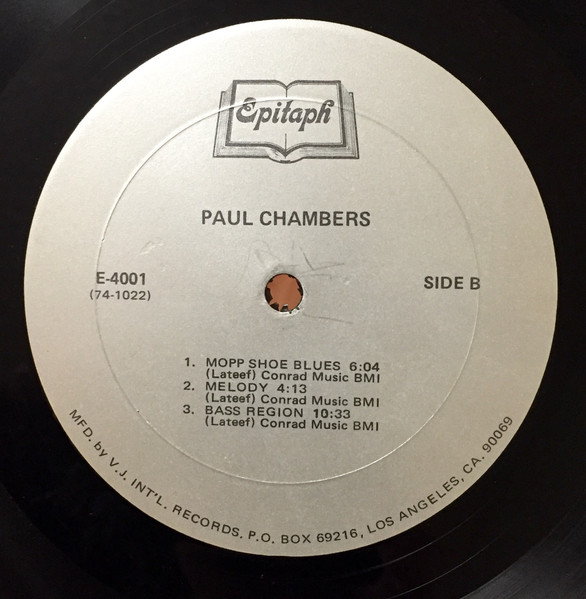 Epitaph
PAUL CHAMBERS
E-4001
(74-1022)
SIDE B
1. MOPP SHOE BLUES 6:04
(Lateef) Conrad Music BMI
2. MELODY 4:13
(Lateef) Conrad Music BMI
3. BASS REGION 10:33
(Lateef) Conrad Music BMI
MFD. by V.J. INT'L. RECORDS. P.O. BOX 69216, LOS ANGELES, CA. 90069